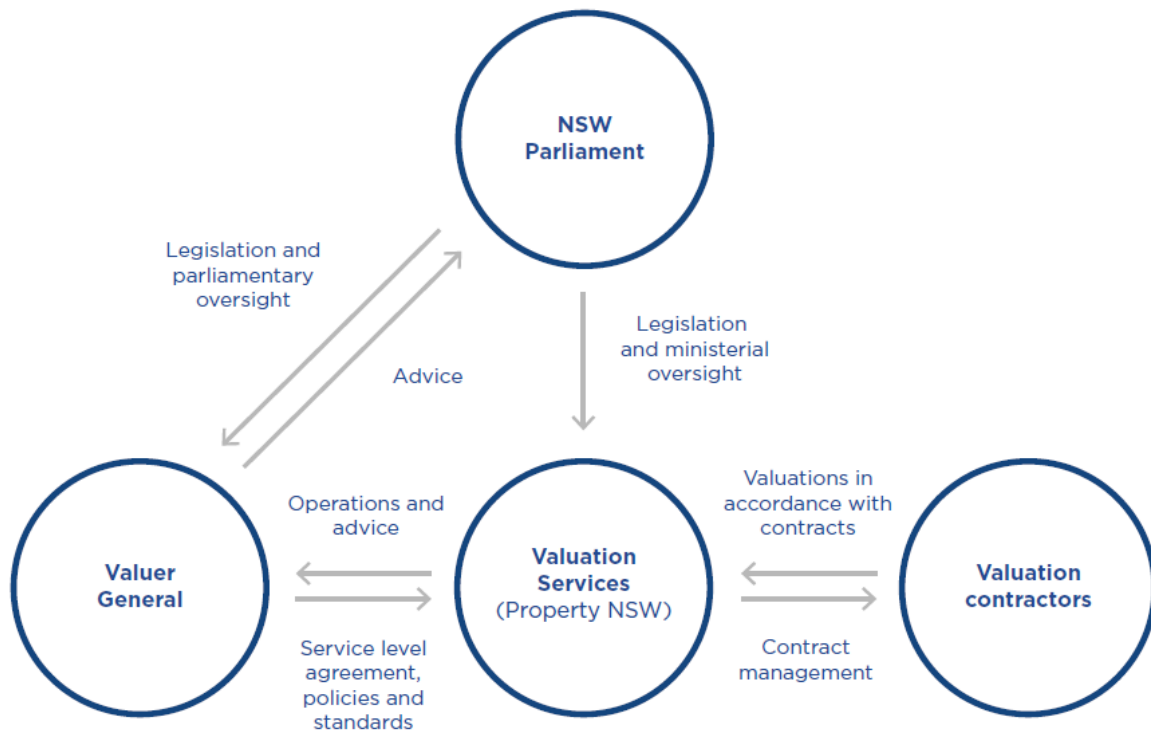 NSW
Parliament
Legislation and
parliamentary
oversight
Advice
Legislation
and ministerial
oversight
Valuer
General
Operations and
advice
Service level
agreement,
policies and
standards
Valuation
Services
(Property NSW)
Valuations in
accordance with
contracts
Contract
management
Valuation
contractors